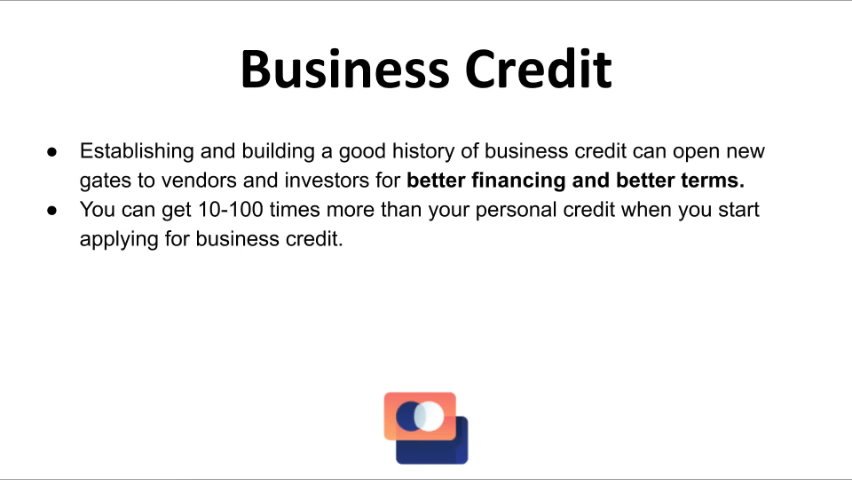 Business Credit
● Establishing and building a good history of business credit can open new
gates to vendors and investors for better financing and better terms.
● You can get 10-100 times more than your personal credit when you start
applying for business credit.